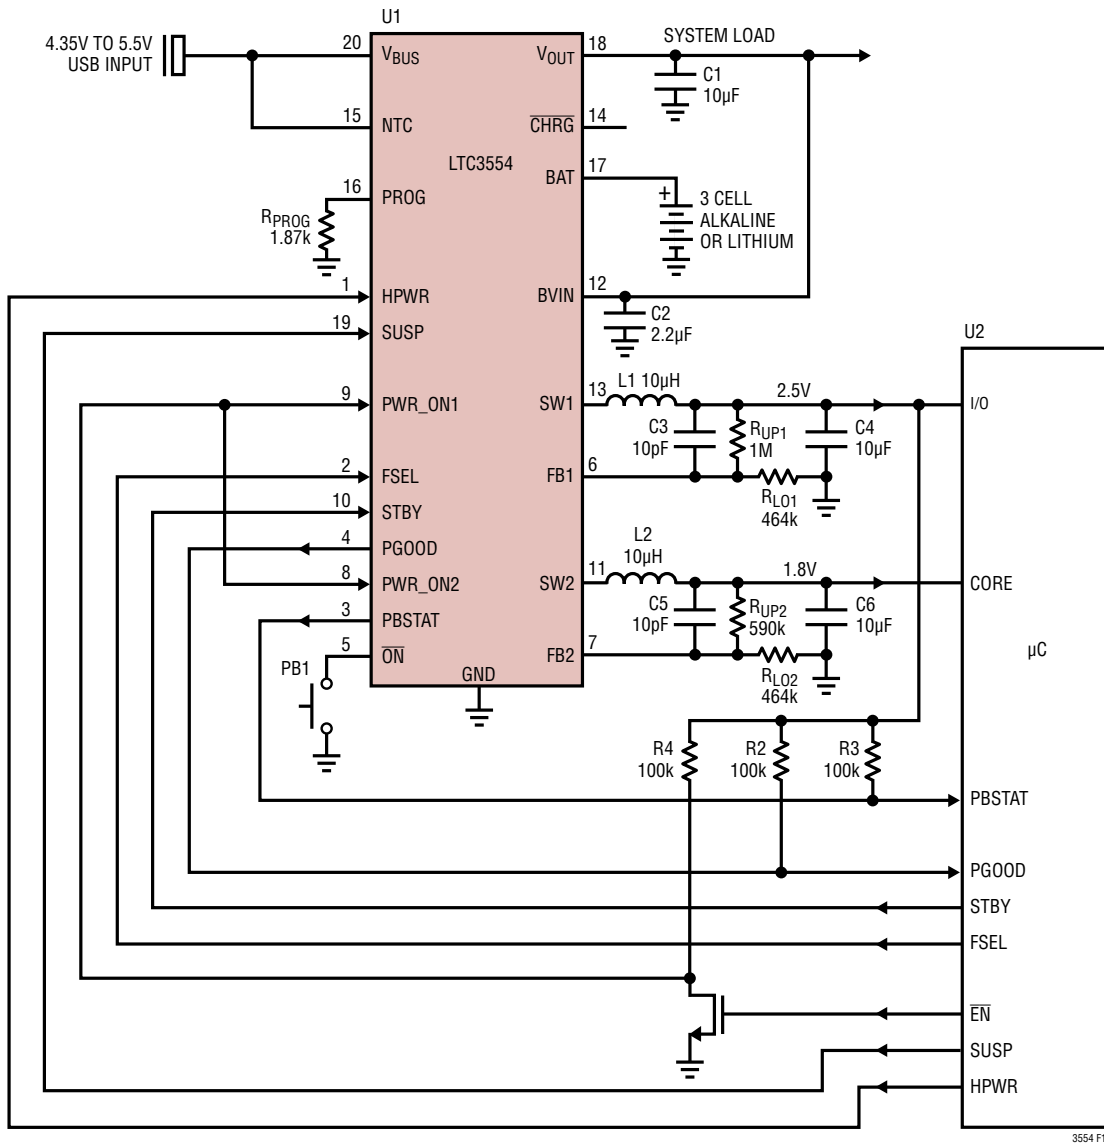 U1
4.35V TO 5.5V
USB INPUT
20
VBUS
VOUT
18
SYSTEM LOAD
C1
10µF
15
NTC
CHRG
14
LTC3554
BAT
17
16
PROG
RPROG
1.87k
+
3 CELL
ALKALINE
OR LITHIUM
1
HPWR
BVIN
12
C2
2.2µF
19
SUSP
U2
9
PWR_ON1
SW1
13
L1 10µH
2.5V
I/O
C3
10pF
RUP1
1M
C4
10µF
2
FSEL
FB1
6
RLO1
464k
10
STBY
4
PGOOD
8
PWR_ON2
SW2
11
L2
10µH
1.8V
CORE
C5
10pF
RUP2
590k
C6
10µF
3
PBSTAT
5
ON
FB2
7
RLO2
464k
GND
PB1
µC
R4
100k
R2
100k
R3
100k
PBSTAT
PGOOD
STBY
FSEL
EN
SUSP
HPWR